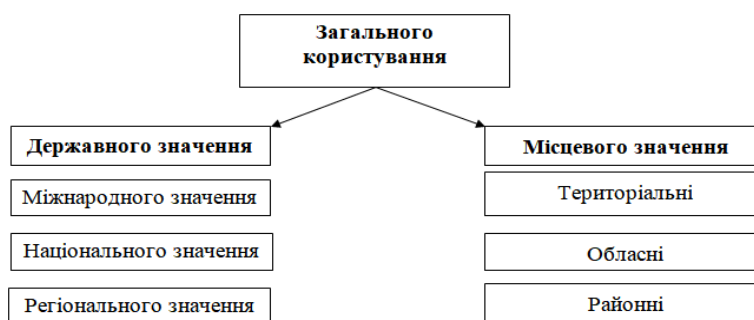 Загального
користування
Державного значення
Місцевого значення
Міжнародного значення
Територіальні
Національного значення
Обласні
Регіонального значення
Районні